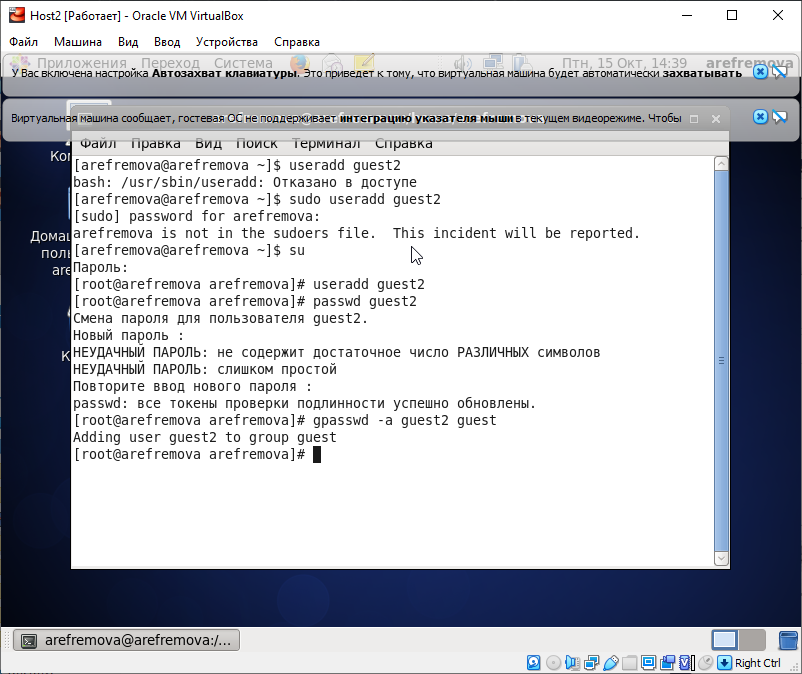 Host2 [Работает] - Oracle VM VirtualBox
Файл Машина Вид Ввод Устройства Справка
Приложения Переход Система Птн, 15 Окт, 14:39 arefremova
У Вас включена настройка Автозахват клавиатуры. Это приведет к тому, что виртуальная машина будет автоматически захватывать
Виртуальная машина сообщает, гостевая ОС не поддерживает интеграцию указателя мыши в текущем видеорежиме. Чтобы
Файл Правка Вид Поиск Терминал Справка
[arefremova@arefremova ~]$ useradd guest2
bash: /usr/sbin/useradd: Отказано в доступе
[arefremova@arefremova ~]$ sudo useradd guest2
[sudo] password for arefremova:
arefremova is not in the sudoers file.  This incident will be reported.
[arefremova@arefremova ~]$ su
Пароль:
[root@arefremova arefremova]# useradd guest2
[root@arefremova arefremova]# passwd guest2
Смена пароля для пользователя guest2.
Новый пароль :
НЕУДАЧНЫЙ ПАРОЛЬ: не содержит достаточное число РАЗЛИЧНЫХ символов
НЕУДАЧНЫЙ ПАРОЛЬ: слишком простой
Повторите ввод нового пароля :
passwd: все токены проверки подлинности успешно обновлены.
[root@arefremova arefremova]# gpasswd -a guest2 guest
Adding user guest2 to group guest
[root@arefremova arefremova]#
arefremova@arefremova:/...
Right Ctrl